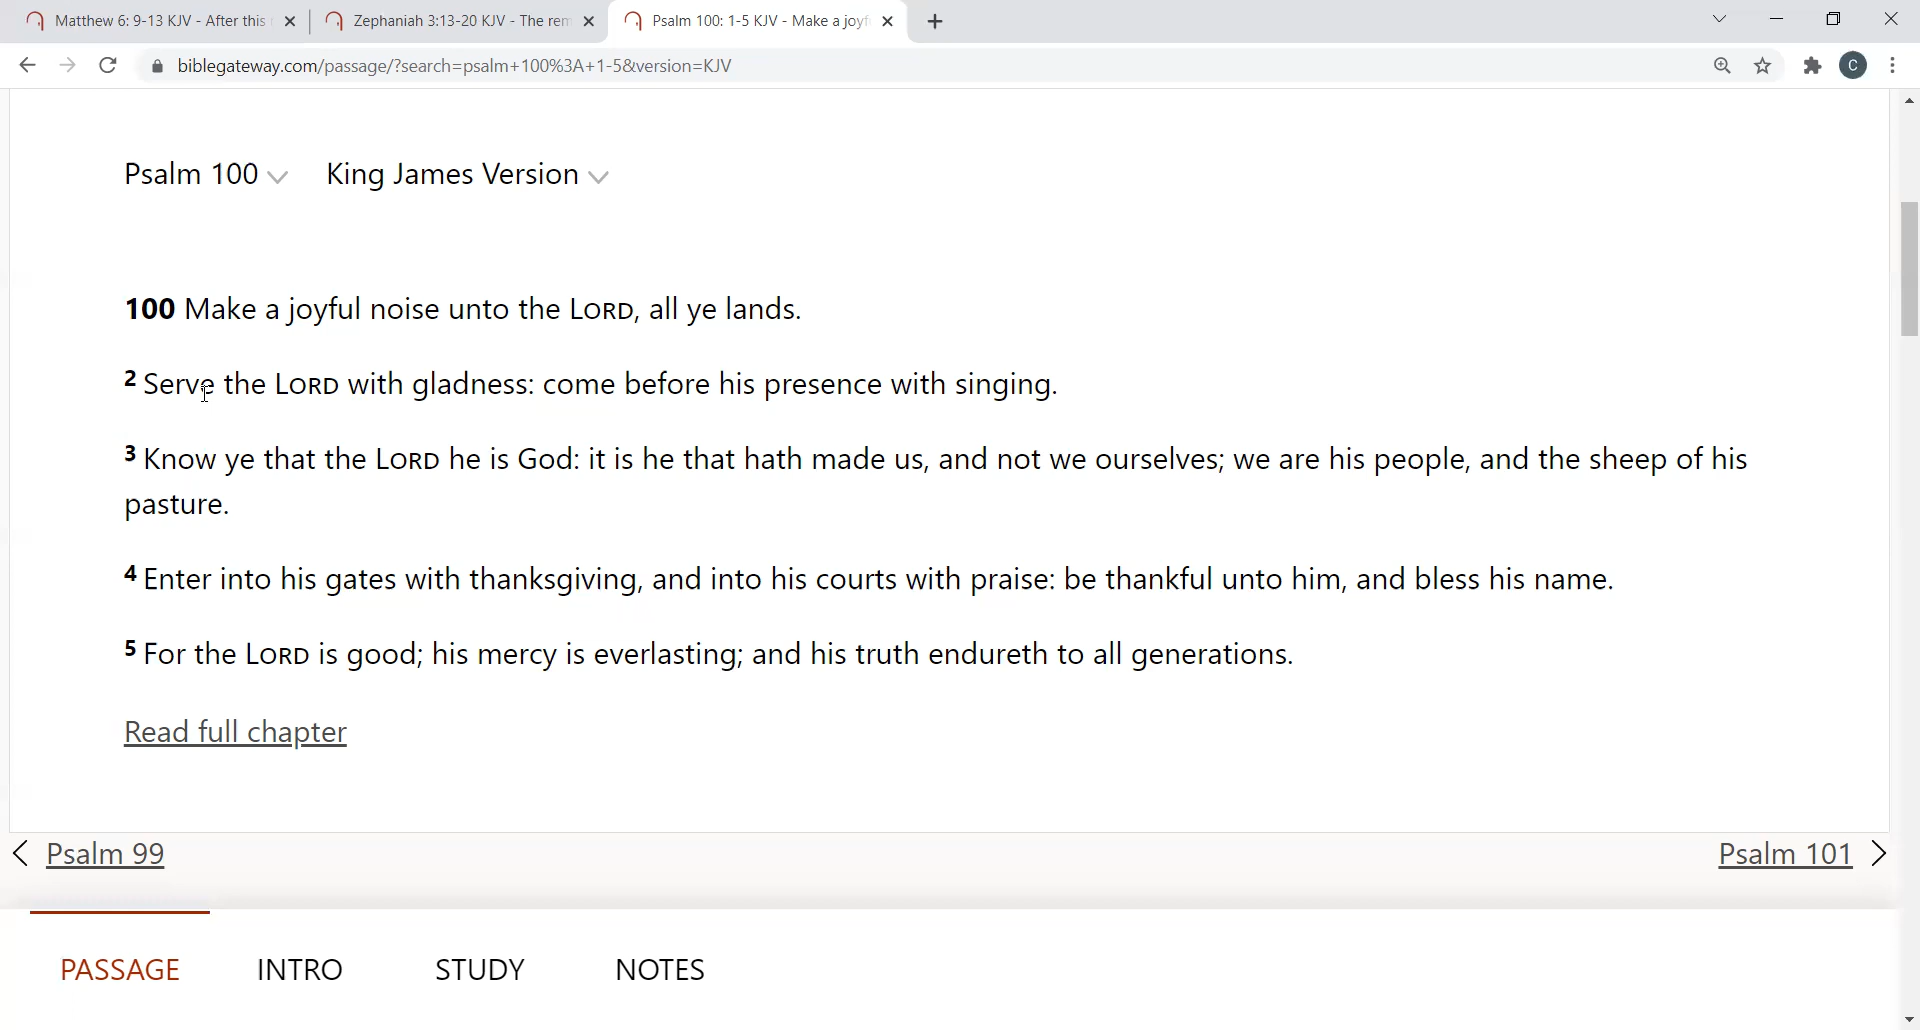 Matthew 6: 9-13 KJV - After this
Zephaniah 3:13-20 KJV - The rem
Psalm 100: 1-5 KJV - Make a joyf
biblegateway.com/passage/?search=psalm+100%3A+1-5&version=KJV
C
Psalm 100 King James Version
100 Make a joyful noise unto the LORD, all ye lands.
2 Serve the LORD with gladness: come before his presence with singing.
3 Know ye that the LORD he is God: it is he that hath made us, and not we ourselves; we are his people, and the sheep of his
pasture.
4 Enter into his gates with thanksgiving, and into his courts with praise: be thankful unto him, and bless his name.
5 For the LORD is good; his mercy is everlasting; and his truth endureth to all generations.
Read full chapter
Psalm 99
Psalm 101
PASSAGE INTRO STUDY NOTES